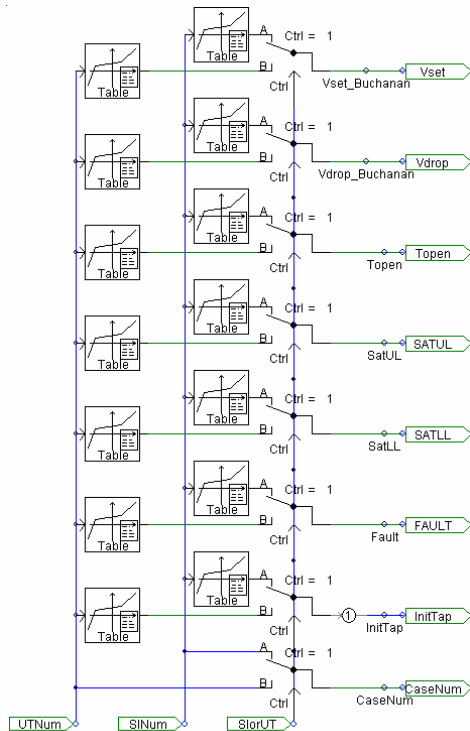 A Ctrl = 1
Table
B Vset
Table Ctrl Vset_Buchanan
A Ctrl = 1
Table
B Vdrop
Table Ctrl Vdrop_Buchanan
A Ctrl = 1
Table
B Topen
Table Ctrl Topen
A Ctrl = 1
Table
B SATUL
Table Ctrl SatUL
A Ctrl = 1
Table
B SATLL
Table Ctrl SatLL
A Ctrl = 1
Table
B FAULT
Table Ctrl Fault
A Ctrl = 1
Table
B 1 InitTap
Table Ctrl InitTap
A Ctrl = 1
B CaseNum
Ctrl CaseNum
UTNum SINum SIorUT